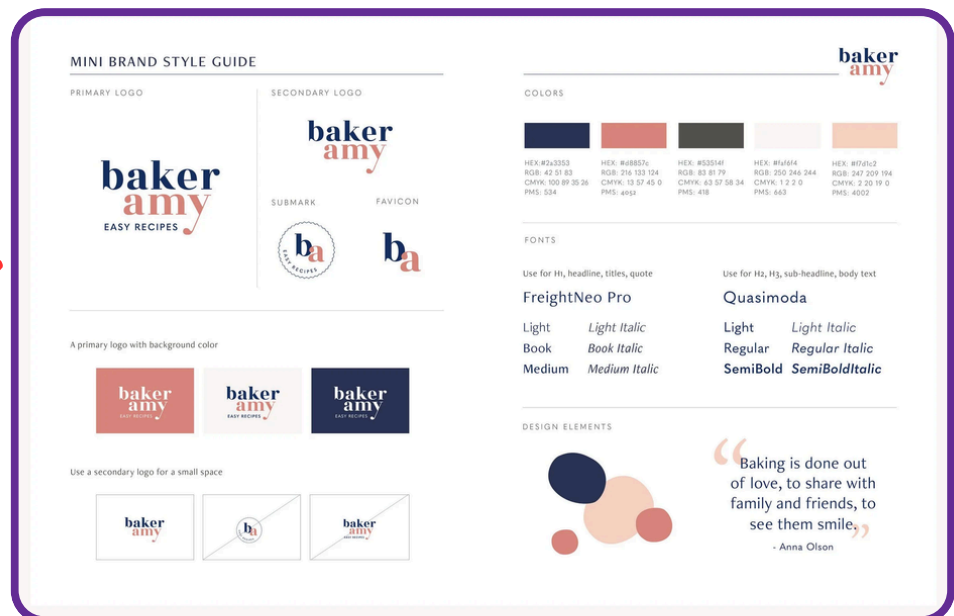 MINI BRAND STYLE GUIDE
PRIMARY LOGO
baker
amy
EASY RECIPES
SECONDARY LOGO
baker
amy
SUBMARK
ba
EASY RECIPES
FAVICON
ba
A primary logo with background color
baker
amy
EASY RECIPES
baker
amy
EASY RECIPES
baker
amy
EASY RECIPES
Use a secondary logo for a small space
baker
amy
ba
baker
amy
baker
amy
COLORS
HEX:#2a3353
RGB: 42 51 83
CMYK: 100 89 35 26
PMS: 534
HEX: #d8857c
RGB: 216 133 124
CMYK: 13 57 45 0
PMS: 4053
HEX: #53514f
RGB: 83 81 79
CMYK: 63 57 58 34
PMS: 418
HEX: #faf6f4
RGB: 250 246 244
CMYK: 1 2 2 0
PMS: 663
HEX: #f7d1c2
RGB: 247 209 194
CMYK: 2 20 19 0
PMS: 4002
FONTS
Use for H1, headline, titles, quote
FreightNeo Pro
Light Light Italic
Book Book Italic
Medium Medium Italic
Use for H2, H3, sub-headline, body text
Quasimoda
Light Light Italic
Regular Regular Italic
SemiBold SemiBoldItalic
DESIGN ELEMENTS
“Baking is done out
of love, to share with
family and friends, to
see them smile.”
- Anna Olson